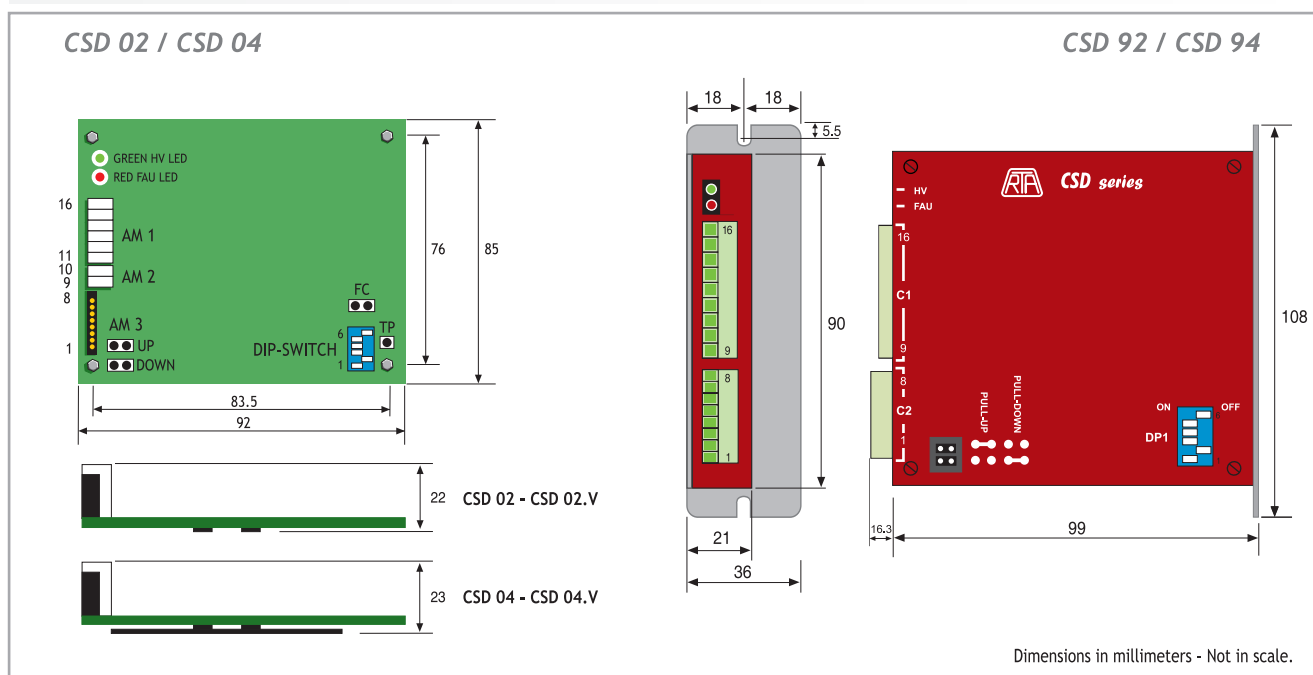 CSD 02 / CSD 04
CSD 92 / CSD 94
GREEN HV LED
RED FAU LED
16
AM 1
11
10
AM 2
9
8
AM 3
1
UP
DOWN
FC
TP
6
DIP-SWITCH
1
76
85
83.5
92
22
CSD 02 - CSD 02.V
23
CSD 04 - CSD 04.V
18
18
5.5
16
9
8
1
90
21
36
HV
FAU
RTA
CSD series
16
C1
9
8
C2
1
PULL-UP
PULL-DOWN
ON
OFF
DP1
6
1
108
16.3
99
Dimensions in millimeters - Not in scale.